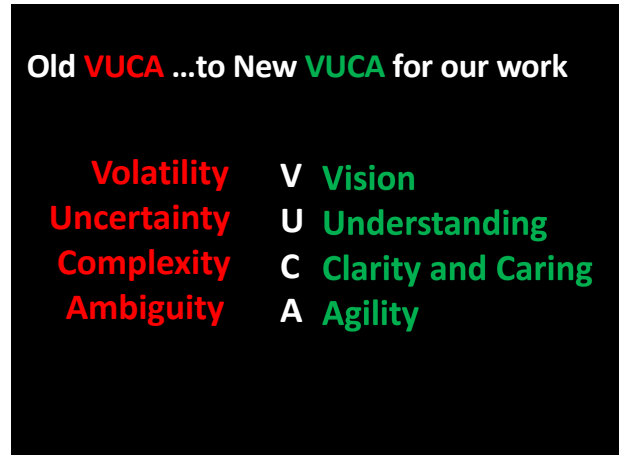 Old VUCA ...to New VUCA for our work
Volatility V Vision
Uncertainty U Understanding
Complexity C Clarity and Caring
Ambiguity A Agility